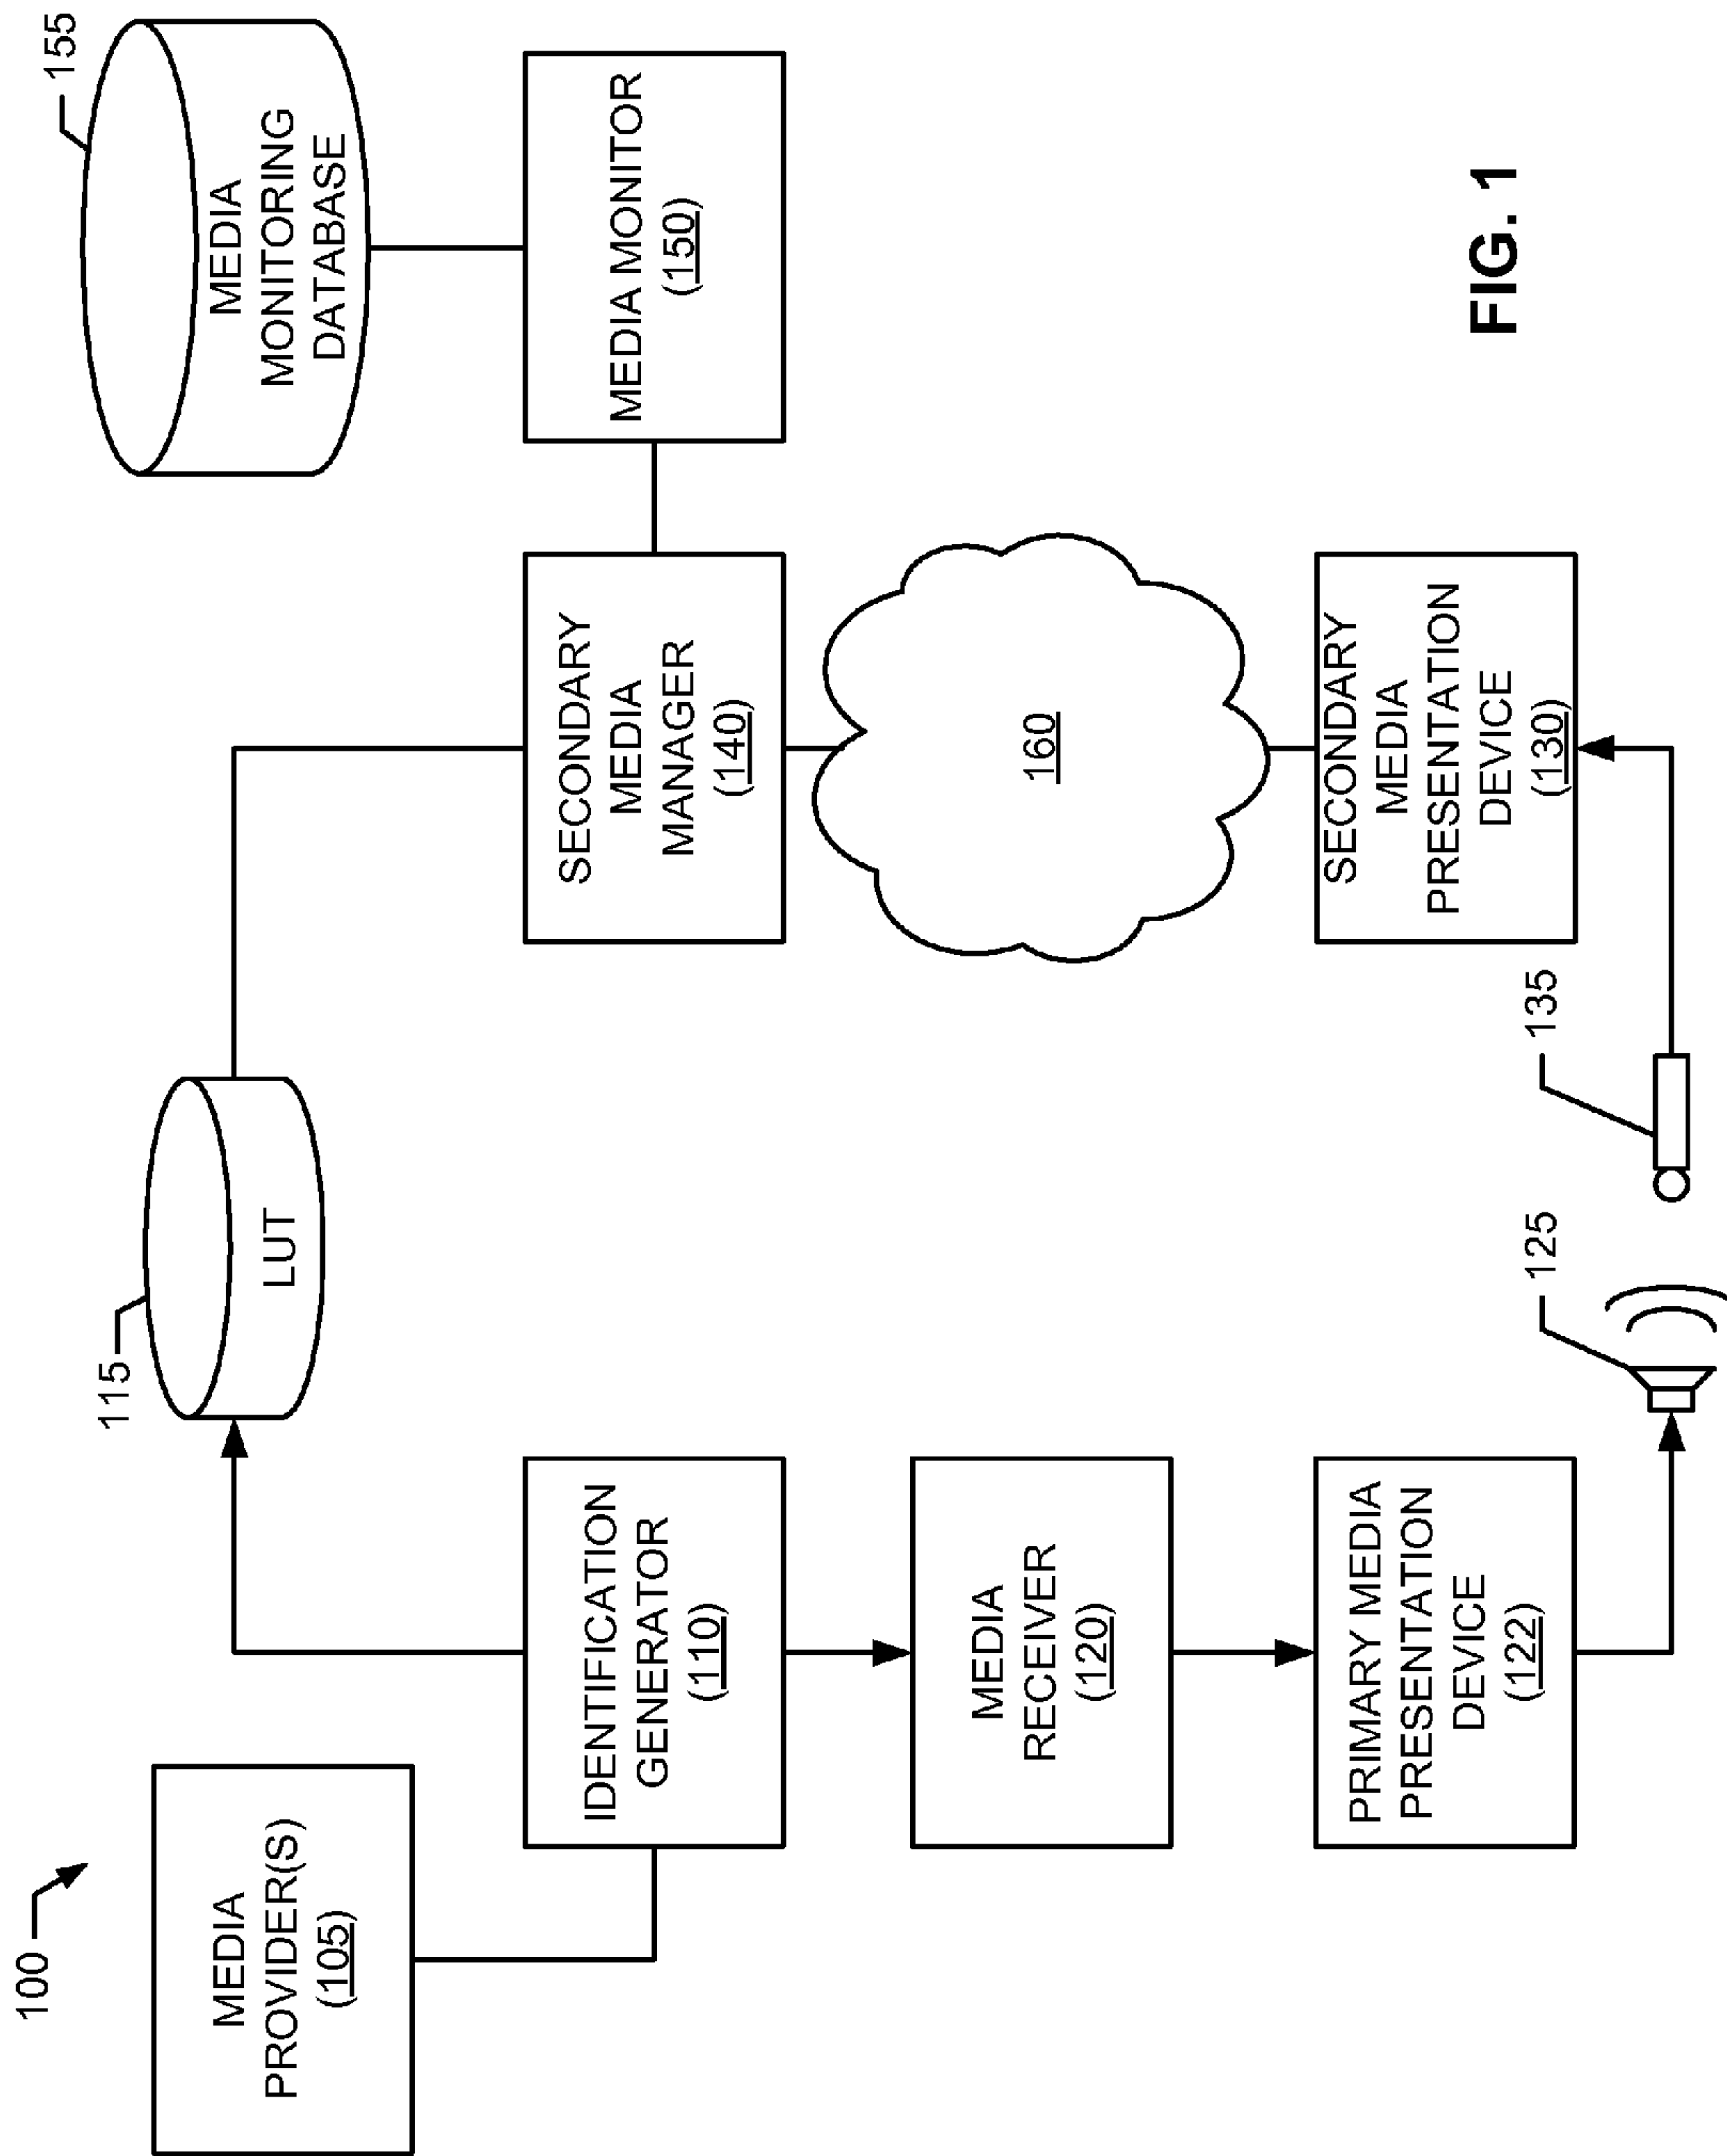 100
MEDIA
PROVIDER(S)
(105)
115
LUT
155
MEDIA
MONITORING
DATABASE
IDENTIFICATION
GENERATOR
(110)
SECONDARY
MEDIA
MANAGER
(140)
MEDIA MONITOR
(150)
MEDIA
RECEIVER
(120)
160
PRIMARY MEDIA
PRESENTATION
DEVICE
(122)
SECONDARY
MEDIA
PRESENTATION
DEVICE
(130)
125
135
FIG. 1